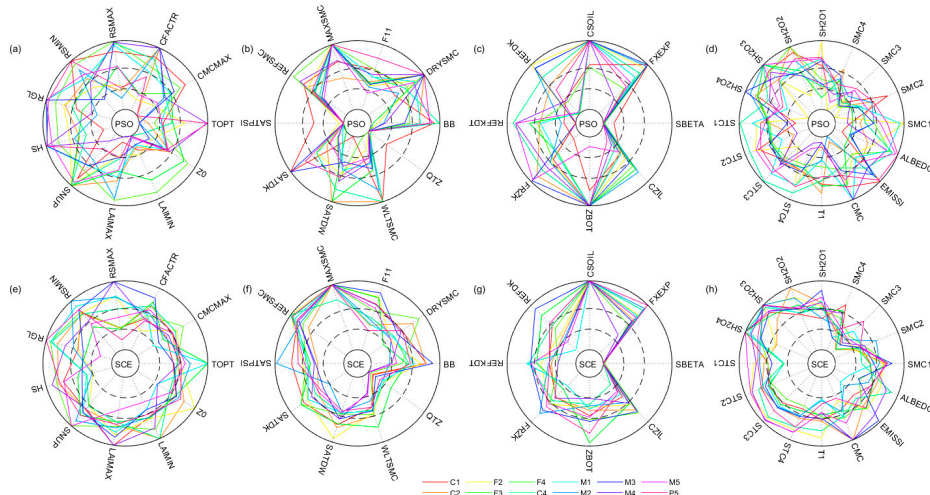 (a)
RSMAX
CFACTR
CMCMAX
TOPT
Z0
LAIMIN
LAIMAX
SNUP
HS
RGL
RSMIN
PSO
(b)
MAXSMC
F11
DRYSMC
BB
QTZ
WLTSMC
SATDW
SATDK
SATPSI
REFSMC
PSO
(c)
CSOIL
FXEXP
SBETA
CZIL
ZBOT
FRZK
REFKDT
REFDK
PSO
(d)
SH2O1
SMC4
SMC3
SMC2
SMC1
ALBEDO
EMISSI
CMC
T1
STC4
STC3
STC2
STC1
SH2O4
SH2O3
SH2O2
PSO
(e)
RSMAX
CFACTR
CMCMAX
TOPT
Z0
LAIMIN
LAIMAX
SNUP
HS
RGL
RSMIN
SCE
(f)
MAXSMC
F11
DRYSMC
BB
QTZ
WLTSMC
SATDW
SATDK
SATPSI
REFSMC
SCE
(g)
CSOIL
FXEXP
SBETA
CZIL
ZBOT
FRZK
REFKDT
REFDK
SCE
(h)
SH2O1
SMC4
SMC3
SMC2
SMC1
ALBEDO
EMISSI
CMC
T1
STC4
STC3
STC2
STC1
SH2O4
SH2O3
SH2O2
SCE
C1 F2 F4 M1 M3 M5
C2 F3 C4 M2 M4 P5